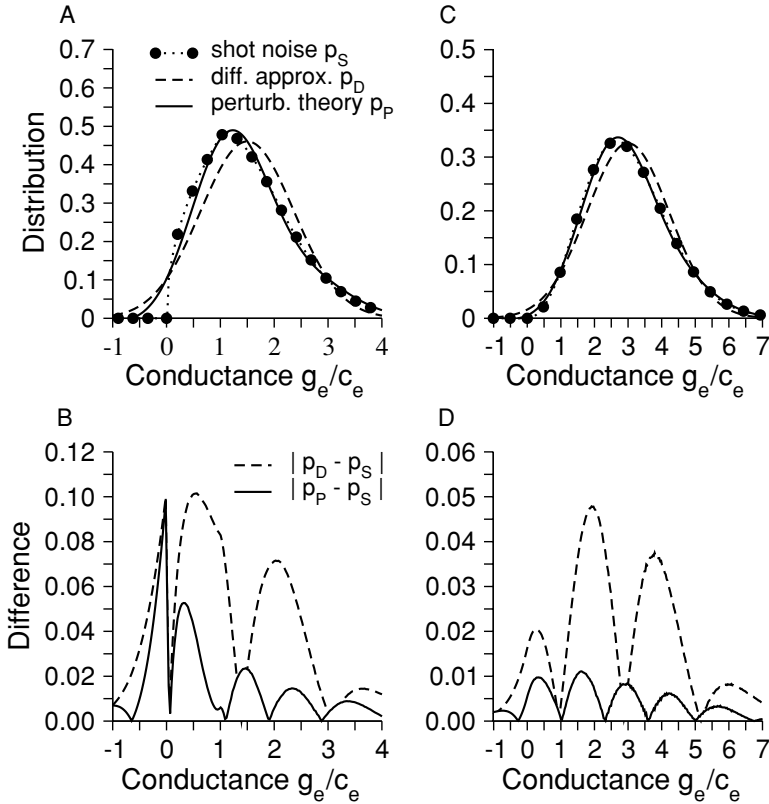 A
Distribution
0.7
0.6
0.5
0.4
0.3
0.2
0.1
0
shot noise p_S
diff. approx. p_D
perturb. theory p_P
-1 0 1 2 3 4
Conductance g_e/c_e
C
0.5
0.4
0.3
0.2
0.1
0
-1 0 1 2 3 4 5 6 7
Conductance g_e/c_e
B
Difference
0.12
0.10
0.08
0.06
0.04
0.02
0.00
| p_D - p_S |
| p_P - p_S |
-1 0 1 2 3 4
Conductance g_e/c_e
D
0.06
0.05
0.04
0.03
0.02
0.01
0.00
-1 0 1 2 3 4 5 6 7
Conductance g_e/c_e